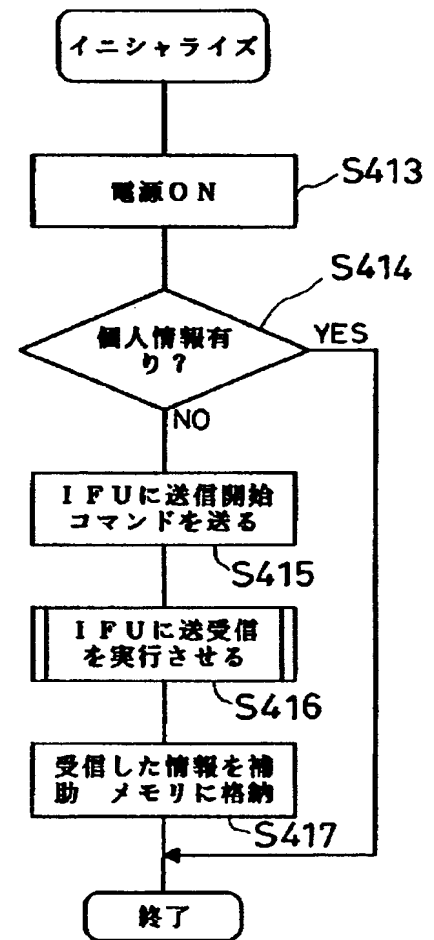 イニシャライズ
電源ON
S413
S414
個人情報有
り?
YES
NO
IFUに送信開始
コマンドを送る
S415
IFUに送受信
を実行させる
S416
受信した情報を補
助 メモリに格納
S417
終了